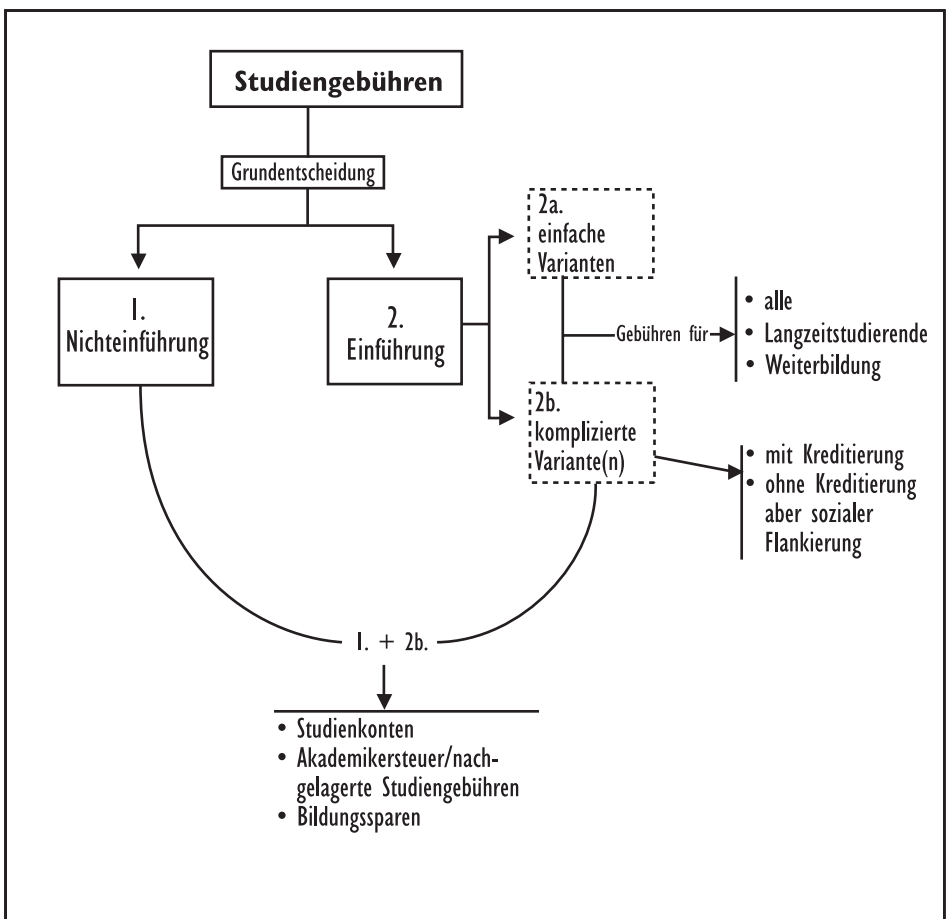 Studiengebühren
Grundentscheidung
1.
Nichteinführung
2.
Einführung
2a.
einfache
Varianten
Gebühren für
• alle
• Langzeitstudierende
• Weiterbildung
2b.
komplizierte
Variante(n)
• mit Kreditierung
• ohne Kreditierung
aber sozialer
Flankierung
1. + 2b.
• Studienkonten
• Akademikersteuer/nach-
gelagerte Studiengebühren
• Bildungssparen